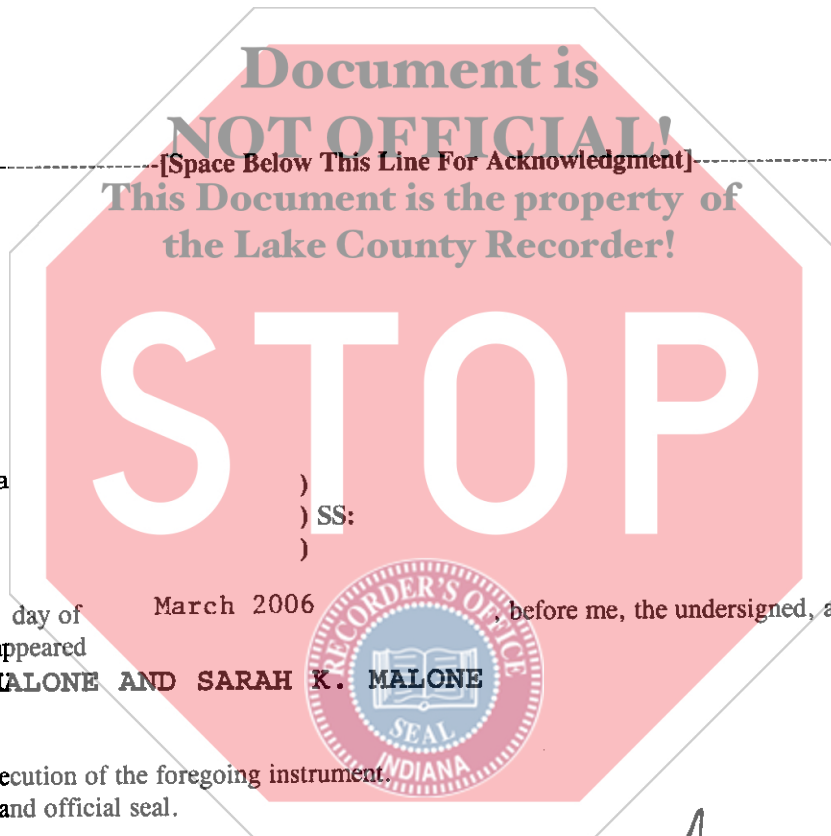 Document is
NOT OFFICIAL!
[Space Below This Line For Acknowledgment]
This Document is the property of
the Lake County Recorder!
STOP
a )
) SS:
)
day of March 2006 , before me, the undersigned, a
appeared
MALONE AND SARAH K. MALONE
RECORDER'S OFFICE
SEAL
INDIANA
ecution of the foregoing instrument.
and official seal.